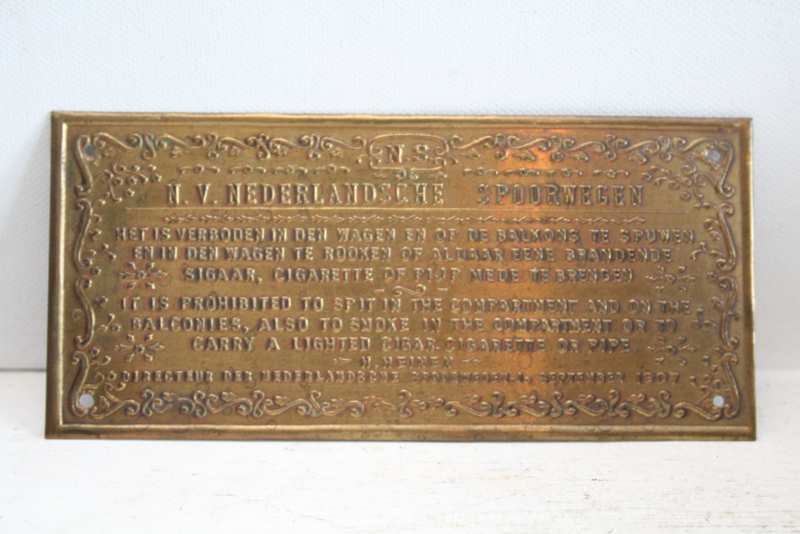 N.S.
N. V. NEDERLANDSCHE SPOORWEGEN
HET IS VERBODEN IN DEN WAGEN EN OP DE BALKONS TE SPUWEN
EN IN DEN WAGEN TE ROOKEN OF ALDAAR EENE BRANDENDE
SIGAAR, CIGARETTE OF PIJP MEDE TE BRENGEN
IT IS PROHIBITED TO SPIT IN THE COMPARTMENT AND ON THE
BALCONIES, ALSO TO SMOKE IN THE COMPARTMENT OR TO
CARRY A LIGHTED CIGAR, CIGARETTE OR PIPE
H. HEINEN
DIRECTEUR DER NEDERLANDSCHE SPOORWEGEN. SEPTEMBER 1907